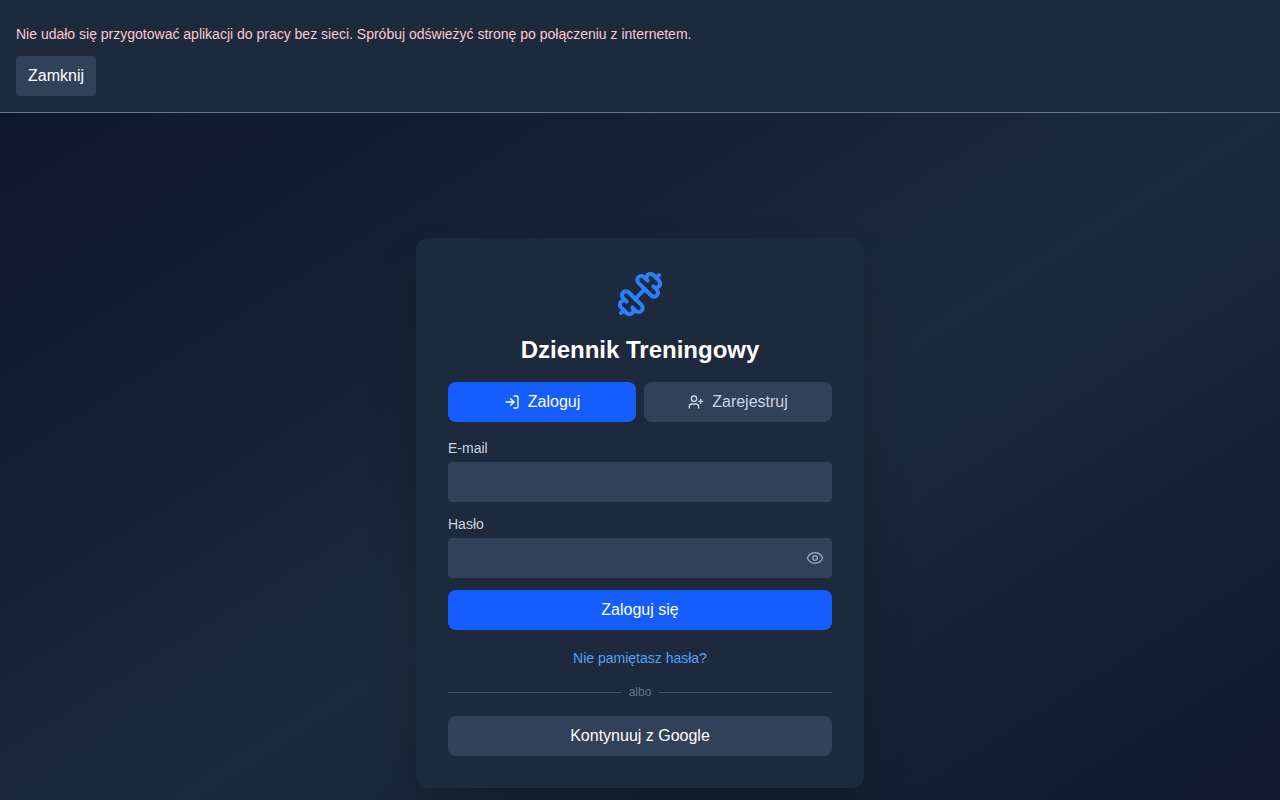 Nie udało się przygotować aplikacji do pracy bez sieci. Spróbuj odświeżyć stronę po połączeniu z internetem.
Zamknij
Dziennik Treningowy
Zaloguj
Zarejestruj
E-mail
Hasło
Zaloguj się
Nie pamiętasz hasła?
albo
Kontynuuj z Google